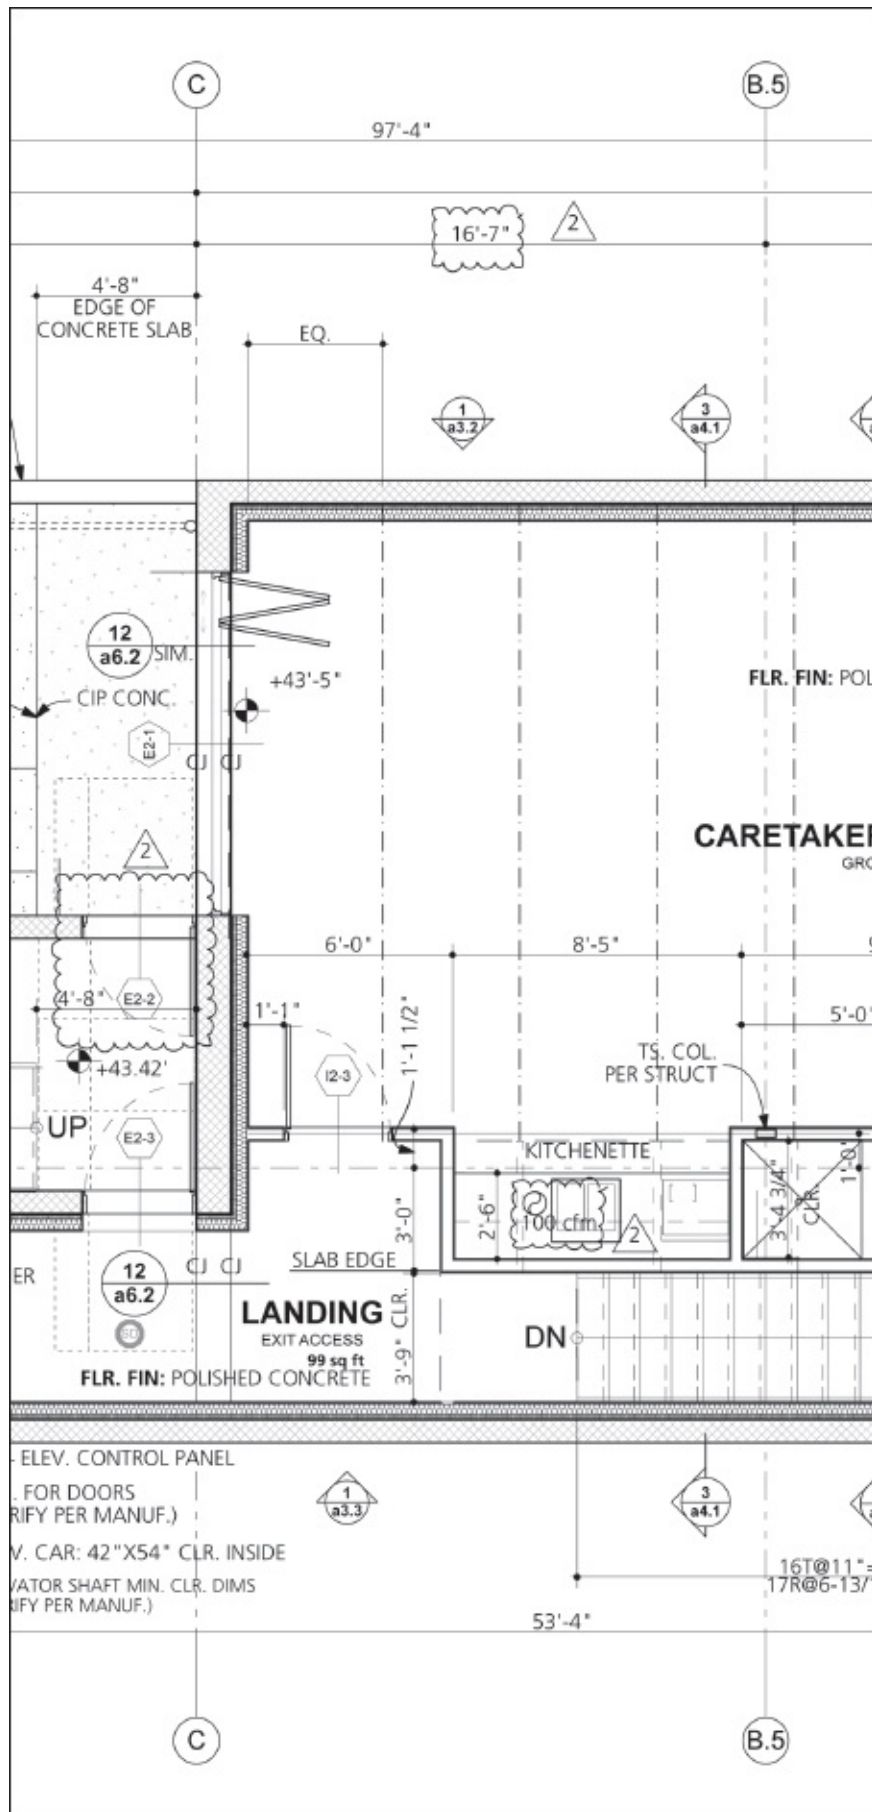 C
B.5
97'-4"
16'-7"
2
4'-8"
EDGE OF
CONCRETE SLAB
EQ.
1
a3.2
3
a4.1
12
a6.2
SIM.
+43'-5"
FLR. FIN: POL
CIP CONC.
E2-1
CJ CJ
2
CARETAKER
GRO
6'-0"
8'-5"
9
4'-8"
E2-2
1'-1"
1'-1 1/2"
5'-0"
TS. COL.
PER STRUCT
+43.42'
I2-3
UP
E2-3
KITCHENETTE
1'-0"
3'-0"
2'-6"
100 cfm
2
3'-4 3/4"
CLR.
ER
12
a6.2
CJ CJ
SLAB EDGE
LANDING
EXIT ACCESS
99 sq ft
3'-9" CLR.
DN
SD
FLR. FIN: POLISHED CONCRETE
- ELEV. CONTROL PANEL
. FOR DOORS
RIFY PER MANUF.)
V. CAR: 42"X54" CLR. INSIDE
VATOR SHAFT MIN. CLR. DIMS
RIFY PER MANUF.)
1
a3.3
3
a4.1
16T@11"=
17R@6-13/
53'-4"
C
B.5